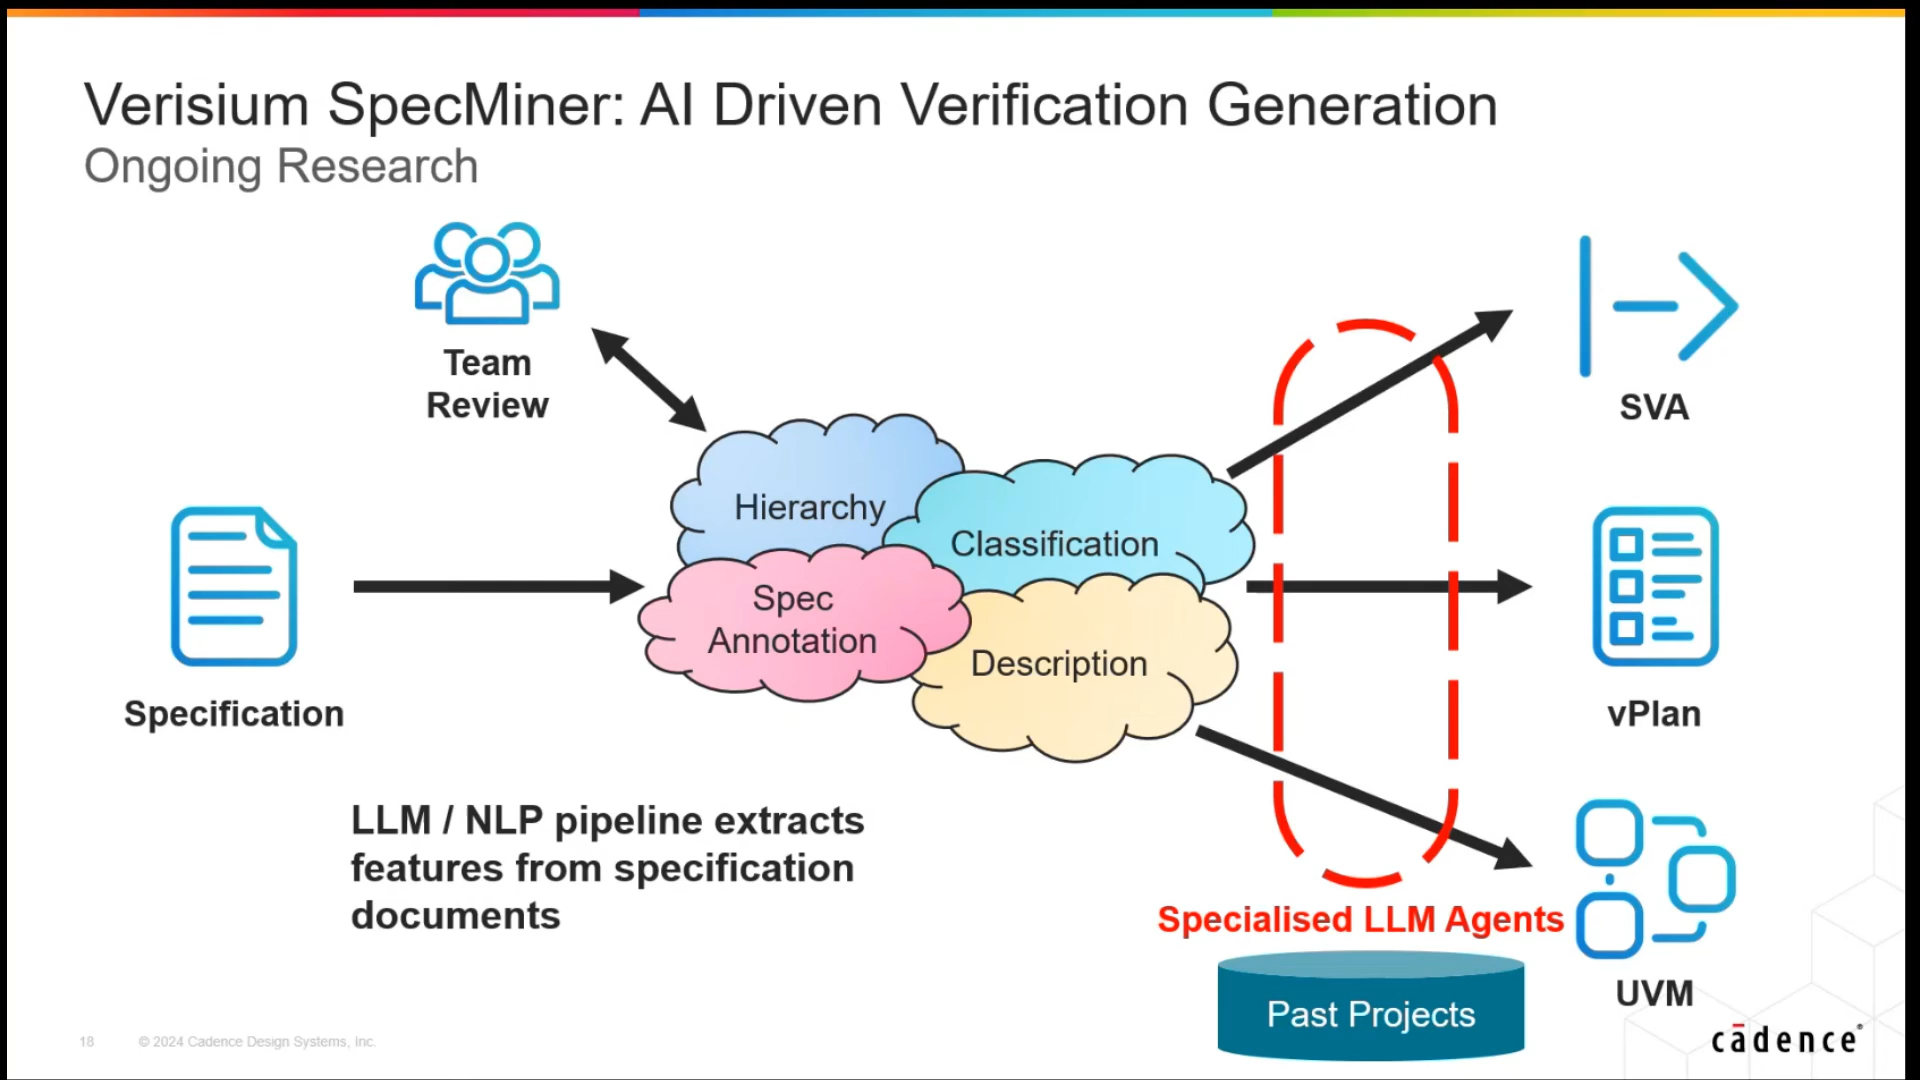 Verisium SpecMiner: AI Driven Verification Generation
Ongoing Research
Team
Review
SVA
Hierarchy
Classification
Spec
Annotation
Description
Specification
vPlan
LLM / NLP pipeline extracts
features from specification
documents
Specialised LLM Agents
UVM
Past Projects
18
© 2024 Cadence Design Systems, Inc.
cādence®